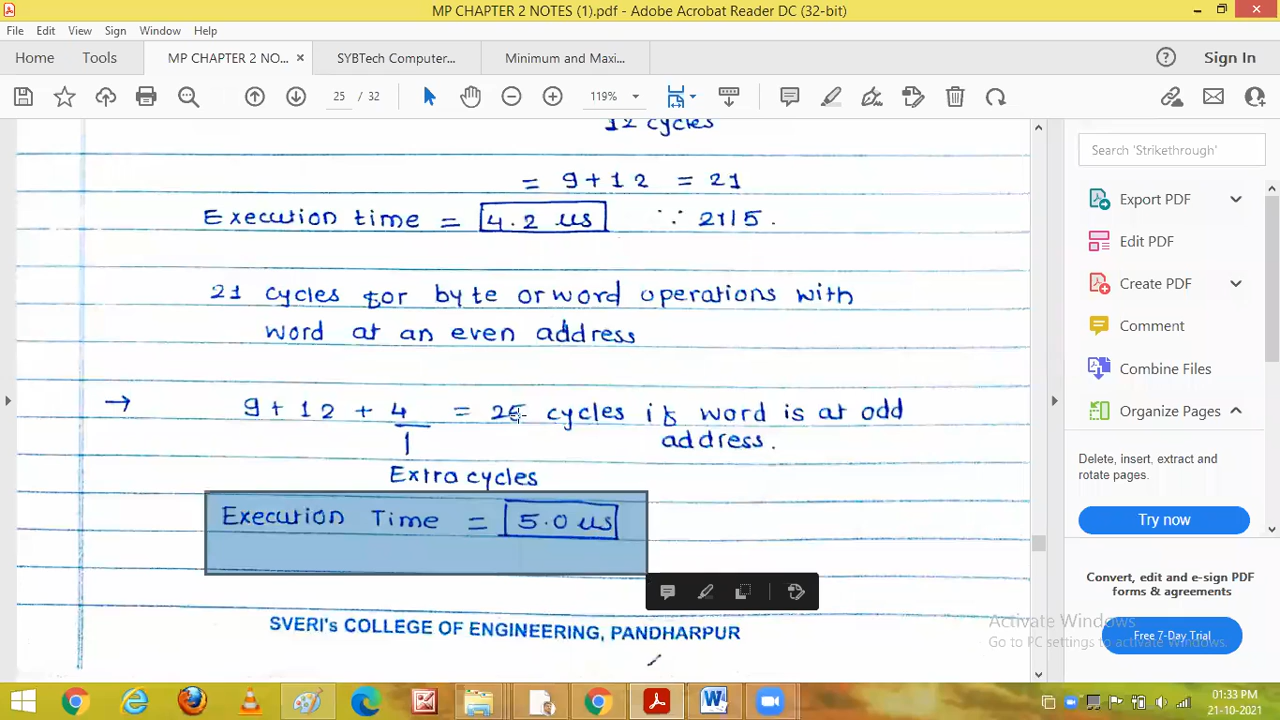 MP CHAPTER 2 NOTES (1).pdf - Adobe Acrobat Reader DC (32-bit)
File Edit View Sign Window Help
Home Tools MP CHAPTER 2 NO... × SYBTech Computer... Minimum and Maxi... Sign In
25 / 32 119%
12 cycles
= 9+12 = 21
Execution time = 4.2 us ∵ 21/5.
21 cycles for byte or word operations with
word at an even address
→ 9+12 + 4 = 25 cycles if word is at odd
address.
Extra cycles
Execution Time = 5.0 us
SVERI's COLLEGE OF ENGINEERING, PANDHARPUR
Search 'Strikethrough'
Export PDF
Edit PDF
Create PDF
Comment
Combine Files
Organize Pages
Delete, insert, extract and
rotate pages.
Try now
Convert, edit and e-sign PDF
forms & agreements
Free 7-Day Trial
Activate Windows
Go to PC settings to activate Windows.
01:33 PM
21-10-2021